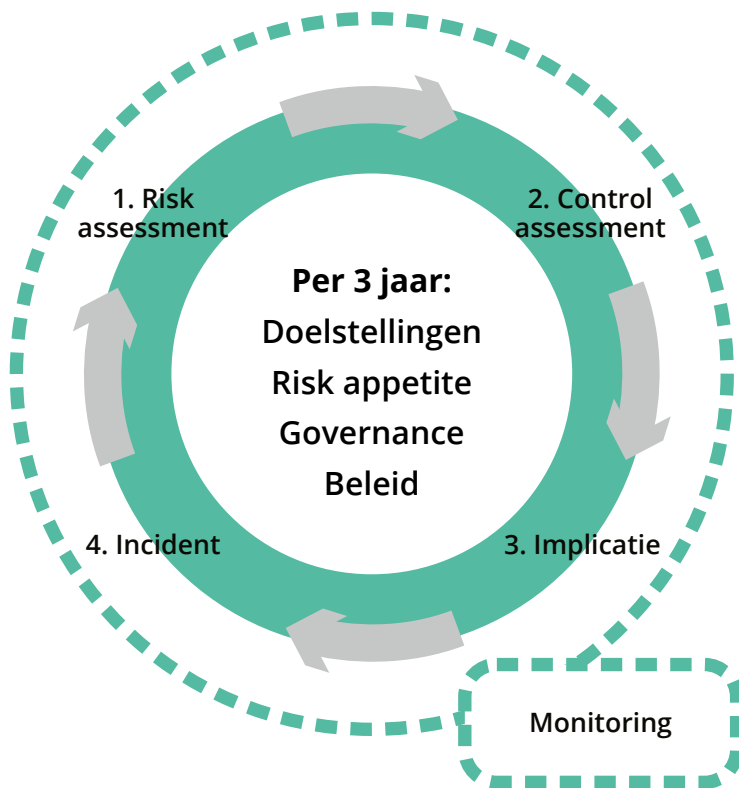 1. Risk
assessment
2. Control
assessment
Per 3 jaar:
Doelstellingen
Risk appetite
Governance
Beleid
4. Incident
3. Implicatie
Monitoring